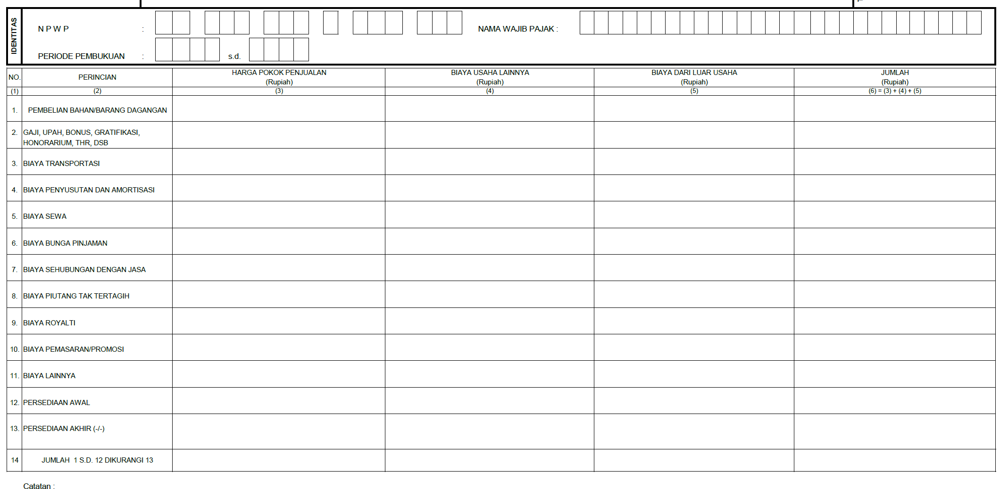 IDENTITAS
N P W P :
NAMA WAJIB PAJAK :
PERIODE PEMBUKUAN : s.d.
NO. PERINCIAN HARGA POKOK PENJUALAN (Rupiah) BIAYA USAHA LAINNYA (Rupiah) BIAYA DARI LUAR USAHA (Rupiah) JUMLAH (Rupiah)
(1) (2) (3) (4) (5) (6) = (3) + (4) + (5)
1. PEMBELIAN BAHAN/BARANG DAGANGAN
2. GAJI, UPAH, BONUS, GRATIFIKASI,
HONORARIUM, THR, DSB
3. BIAYA TRANSPORTASI
4. BIAYA PENYUSUTAN DAN AMORTISASI
5. BIAYA SEWA
6. BIAYA BUNGA PINJAMAN
7. BIAYA SEHUBUNGAN DENGAN JASA
8. BIAYA PIUTANG TAK TERTAGIH
9. BIAYA ROYALTI
10. BIAYA PEMASARAN/PROMOSI
11. BIAYA LAINNYA
12. PERSEDIAAN AWAL
13. PERSEDIAAN AKHIR (-/-)
14 JUMLAH 1 S.D. 12 DIKURANGI 13
Catatan :